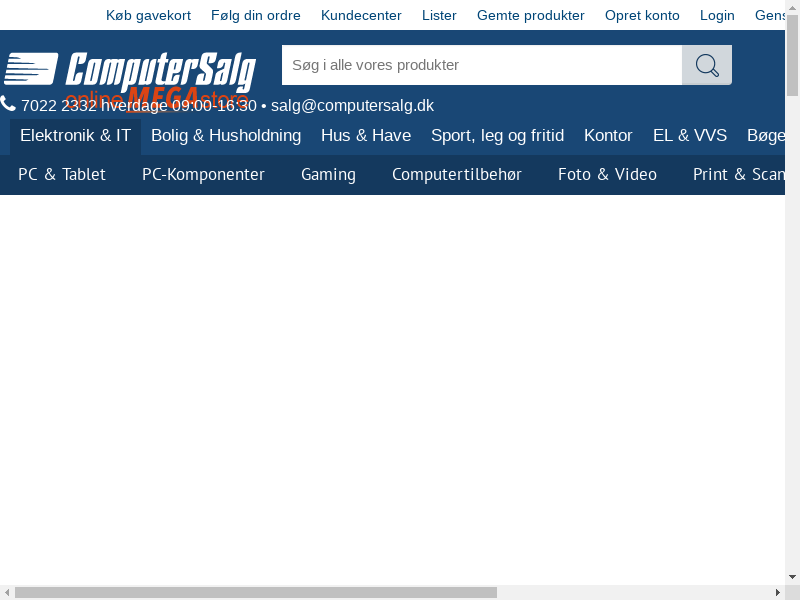 Køb gavekort Følg din ordre Kundecenter Lister Gemte produkter Opret konto Login Gens
ComputerSalg
Søg i alle vores produkter
online MEGAstore
7022 2332 hverdage 09:00-16:30 • salg@computersalg.dk
Elektronik & IT Bolig & Husholdning Hus & Have Sport, leg og fritid Kontor EL & VVS Bøge
PC & Tablet PC-Komponenter Gaming Computertilbehør Foto & Video Print & Scan